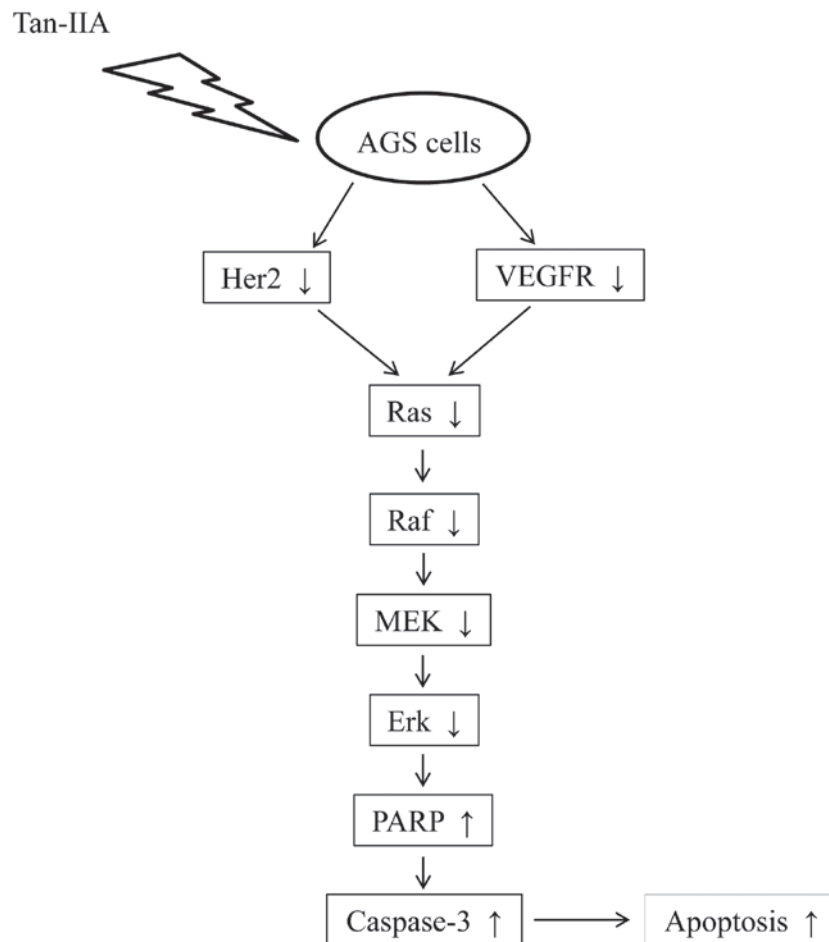 Tan-IIA
AGS cells
Her2 ↓
VEGFR ↓
Ras ↓
Raf ↓
MEK ↓
Erk ↓
PARP ↑
Caspase-3 ↑
Apoptosis ↑